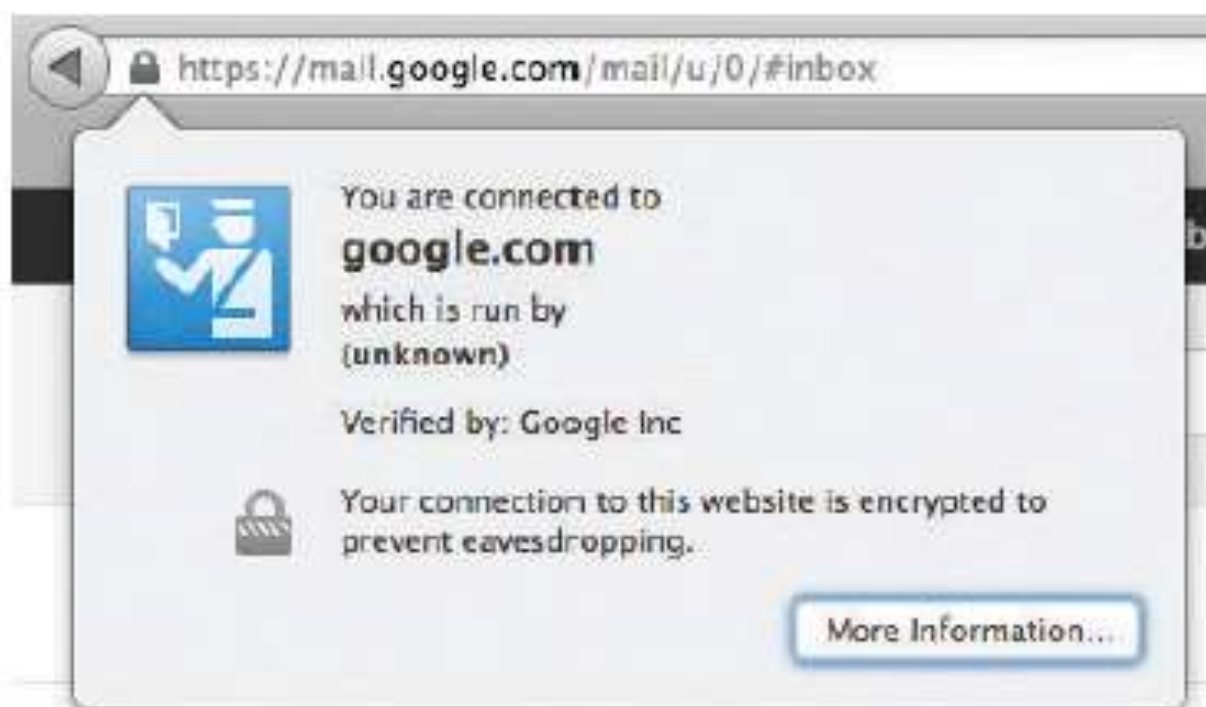 https://mail.google.com/mail/u/0/#inbox
You are connected to
google.com
which is run by
(unknown)
Verified by: Google Inc
Your connection to this website is encrypted to
prevent eavesdropping.
More Information...